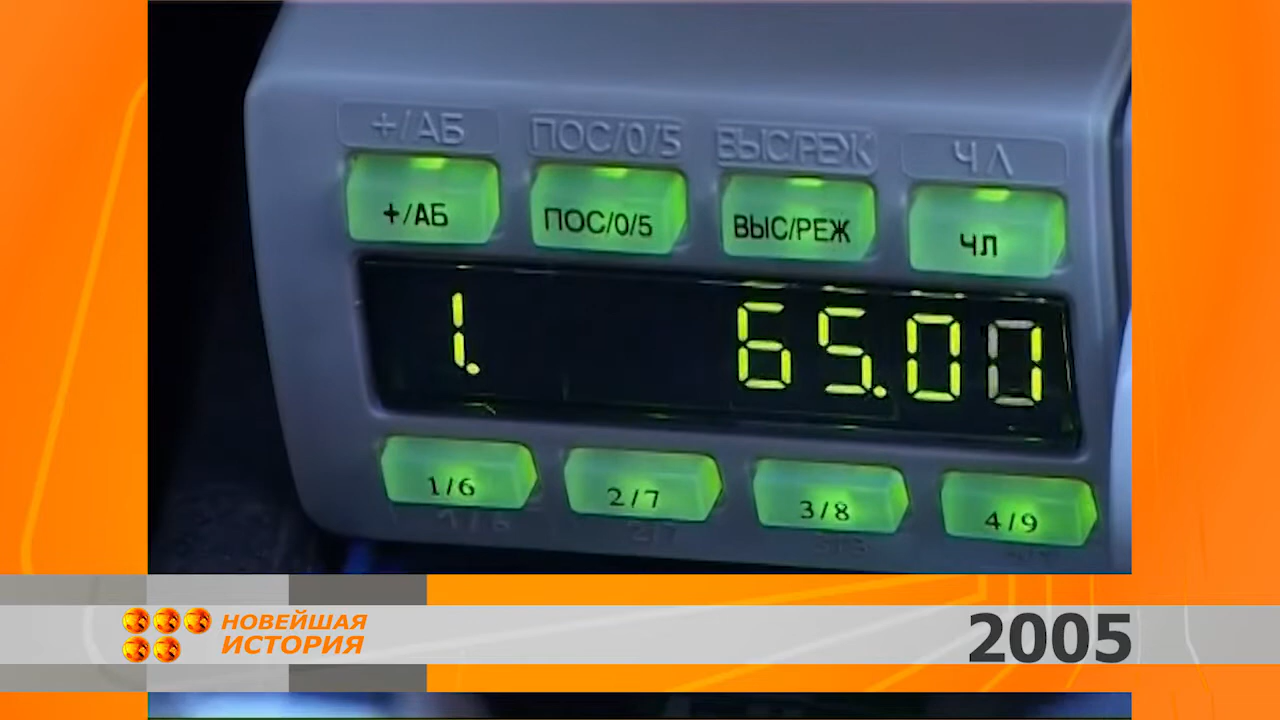 +/АБ ПОС/0/5 ВЫС/РЕЖ ЧЛ
+/АБ ПОС/0/5 ВЫС/РЕЖ ЧЛ
1. 65.00
1/6 2/7 3/8 4/9
НОВЕЙШАЯ
ИСТОРИЯ
2005